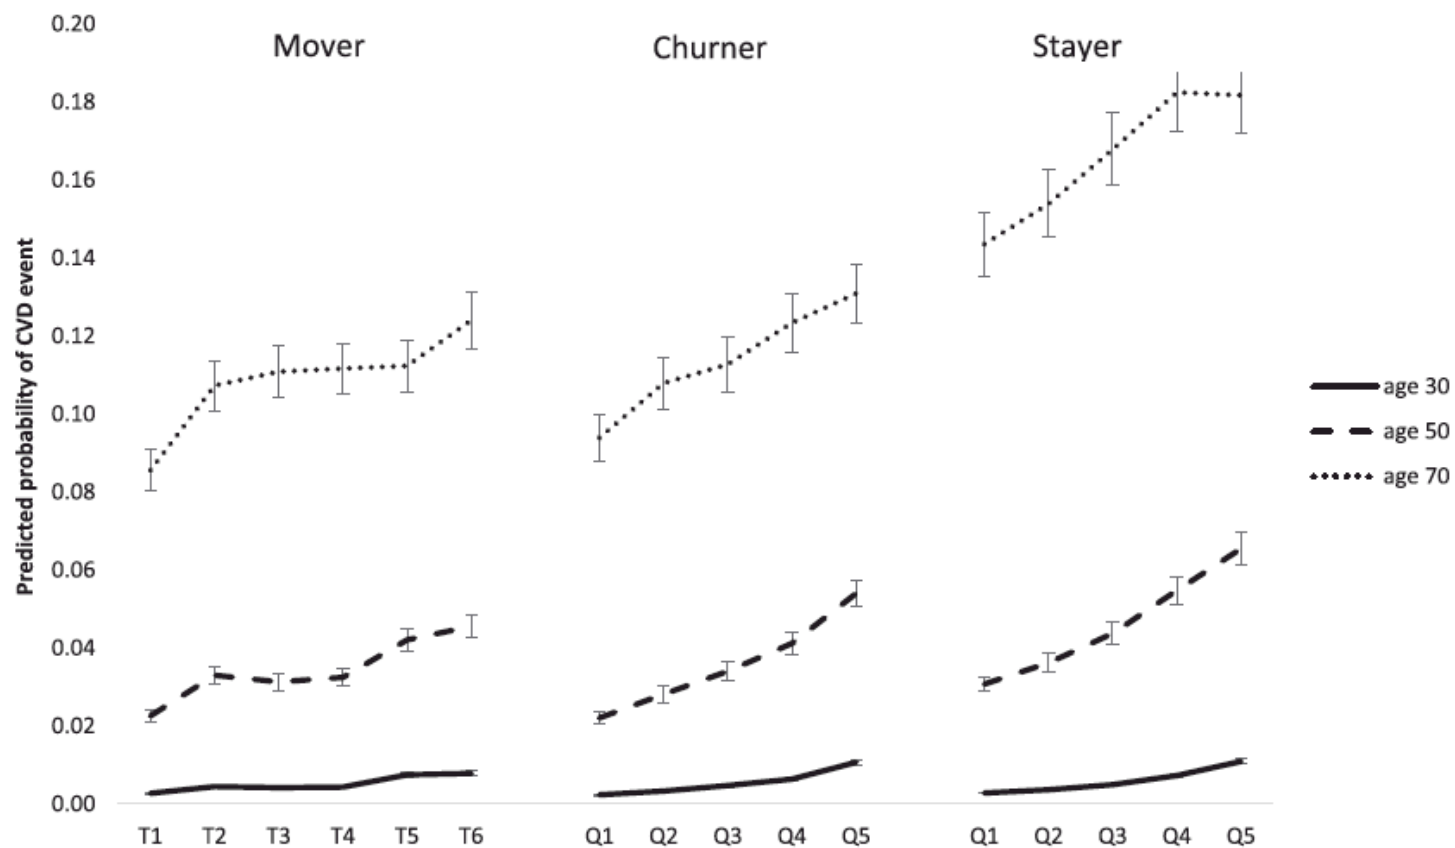 Mover Churner Stayer
Predicted probability of CVD event
0.20
0.18
0.16
0.14
0.12
0.10
0.08
0.06
0.04
0.02
0.00
T1 T2 T3 T4 T5 T6 Q1 Q2 Q3 Q4 Q5 Q1 Q2 Q3 Q4 Q5
age 30
age 50
age 70